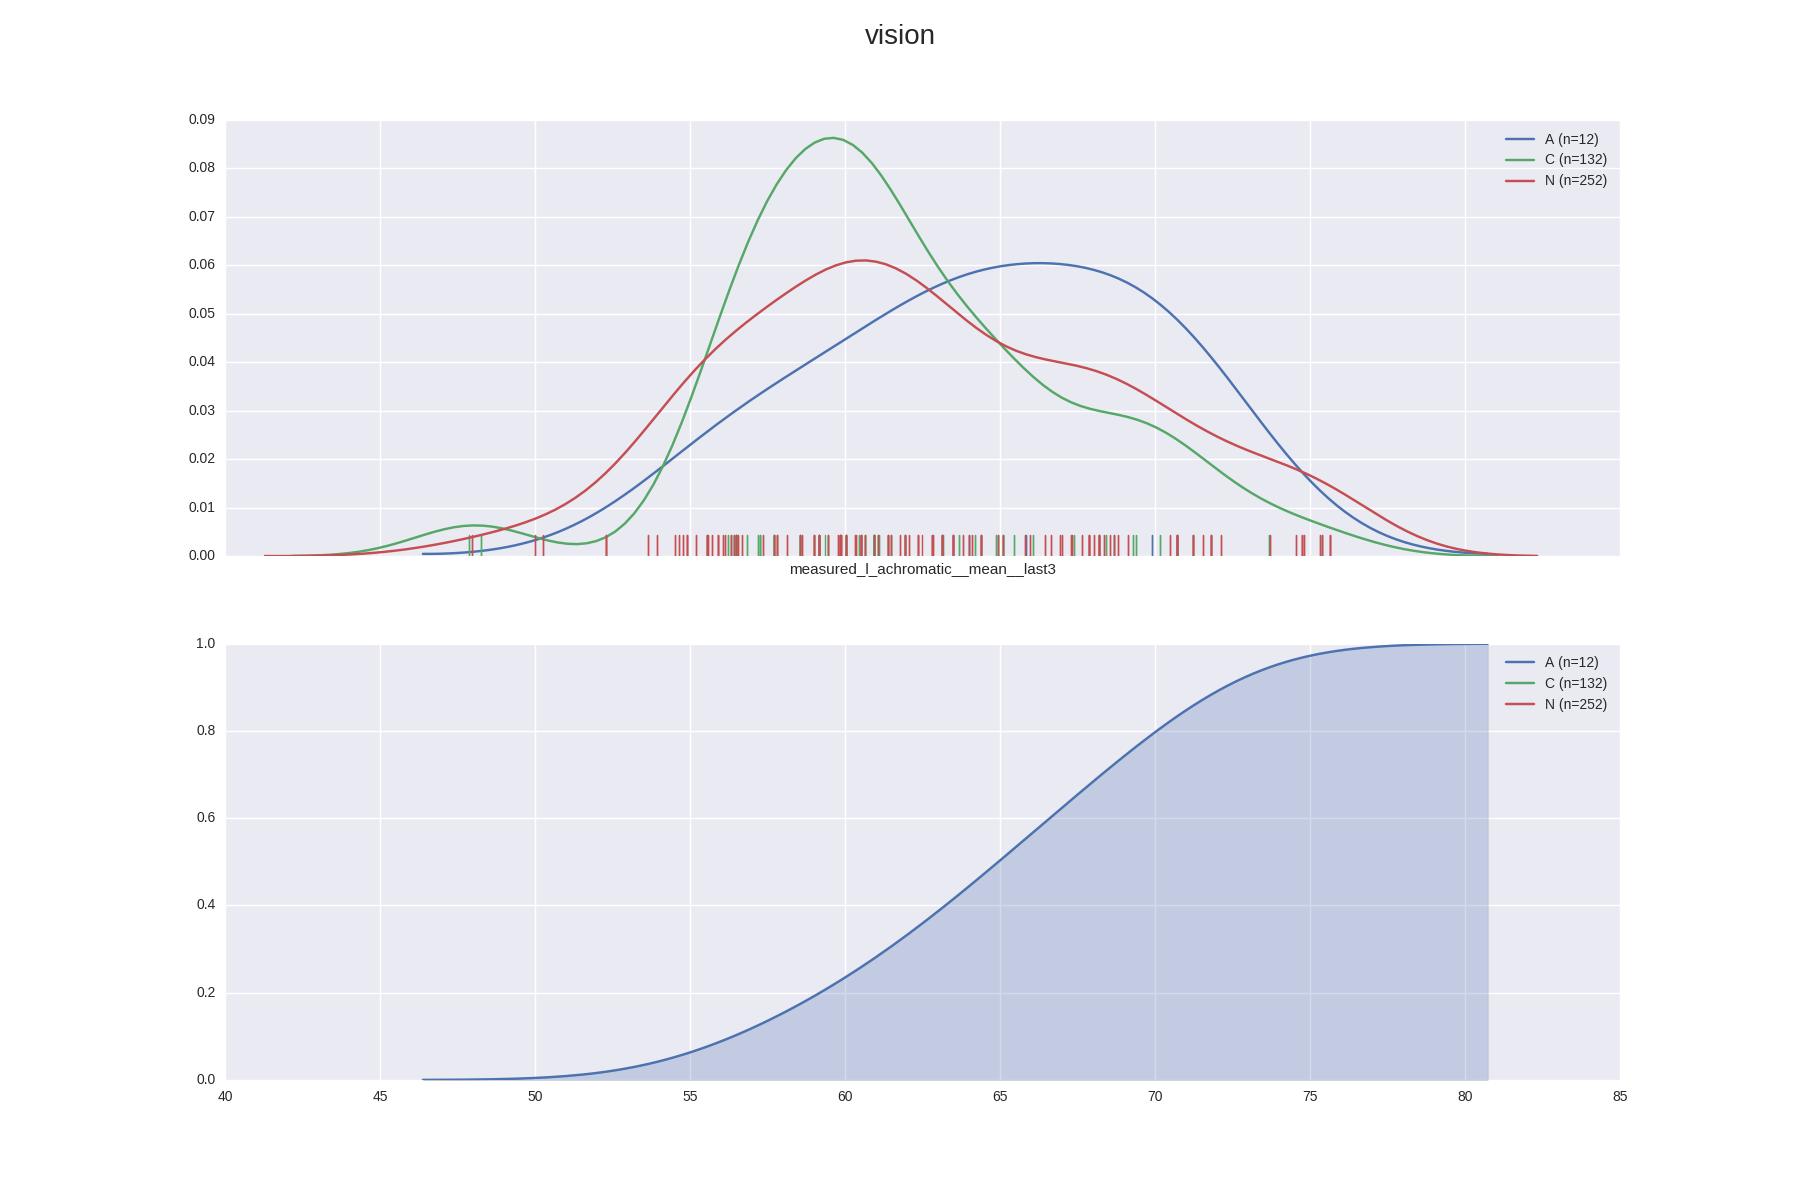 vision
0.09
0.08
0.07
0.06
0.05
0.04
0.03
0.02
0.01
0.00
A (n=12)
C (n=132)
N (n=252)
measured_l_achromatic__mean__last3
1.0
0.8
0.6
0.4
0.2
0.0
A (n=12)
C (n=132)
N (n=252)
40 45 50 55 60 65 70 75 80 85